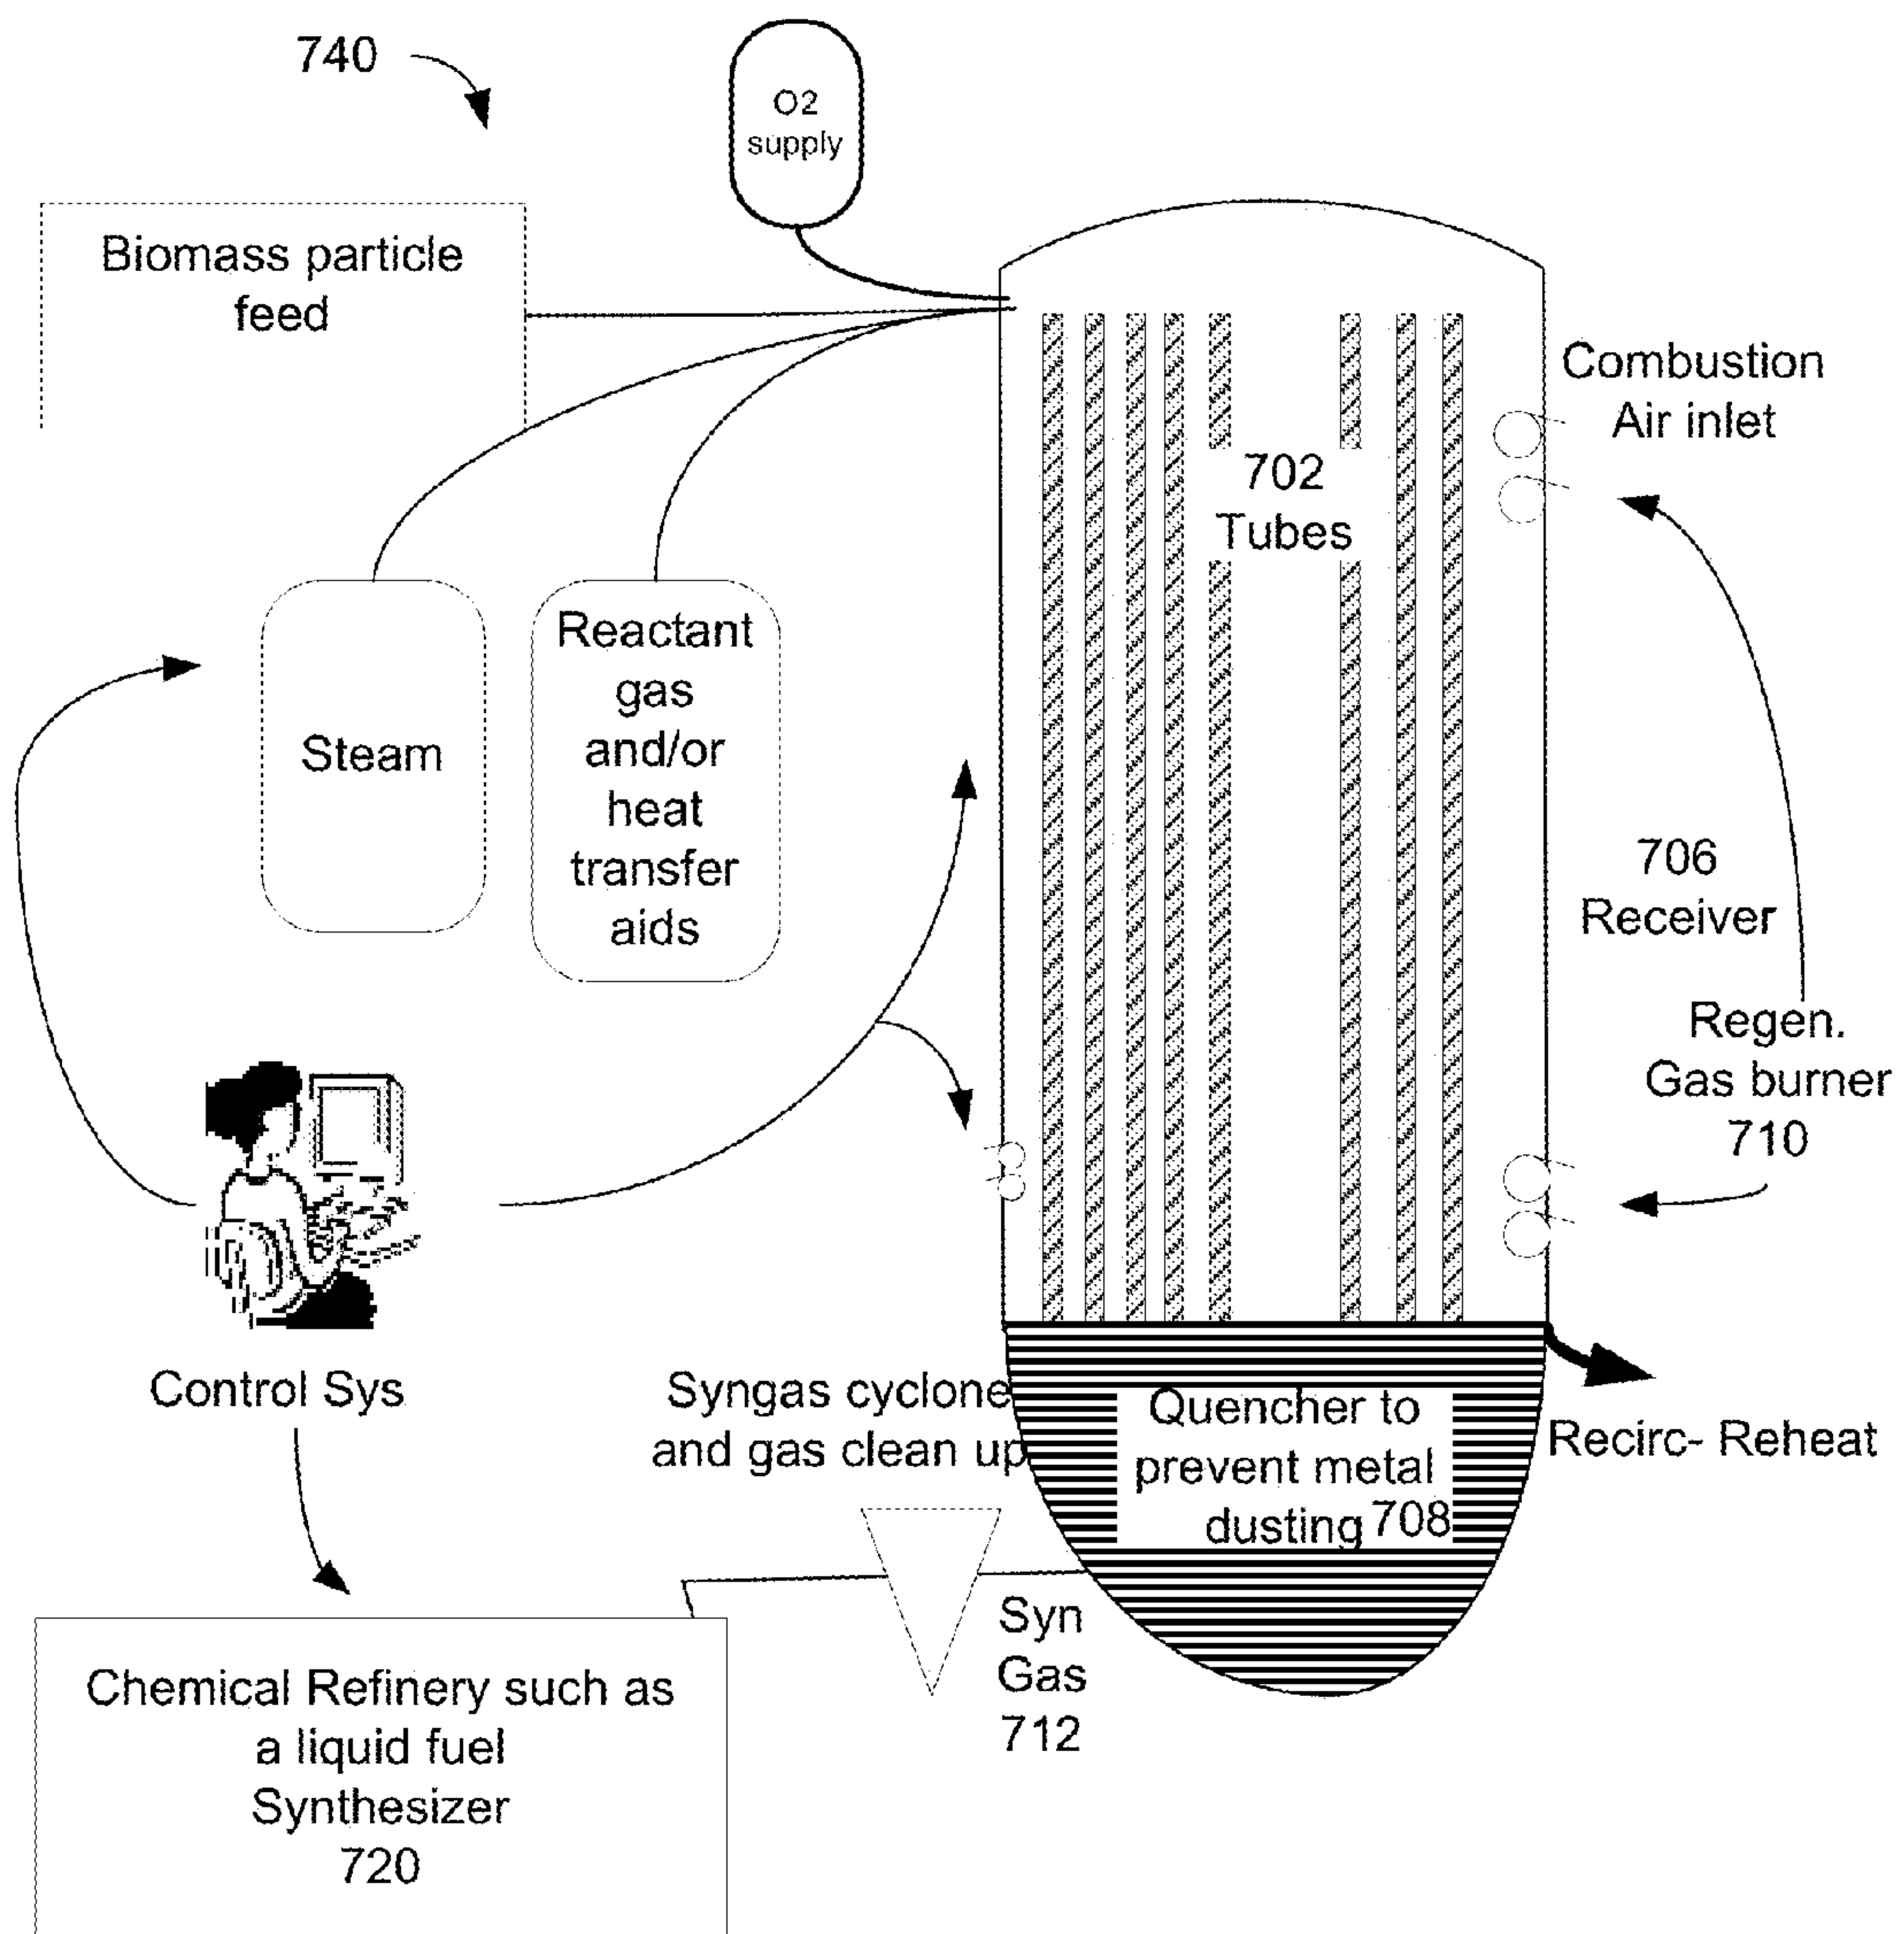 740
O2
supply
Biomass particle
feed
Combustion
Air inlet
702
Tubes
Steam
Reactant
gas
and/or
heat
transfer
aids
706
Receiver
Regen.
Gas burner
710
Control Sys
Syngas cyclone
and gas clean up
Quencher to
prevent metal
dusting 708
Recirc- Reheat
Syn
Gas
712
Chemical Refinery such as
a liquid fuel
Synthesizer
720